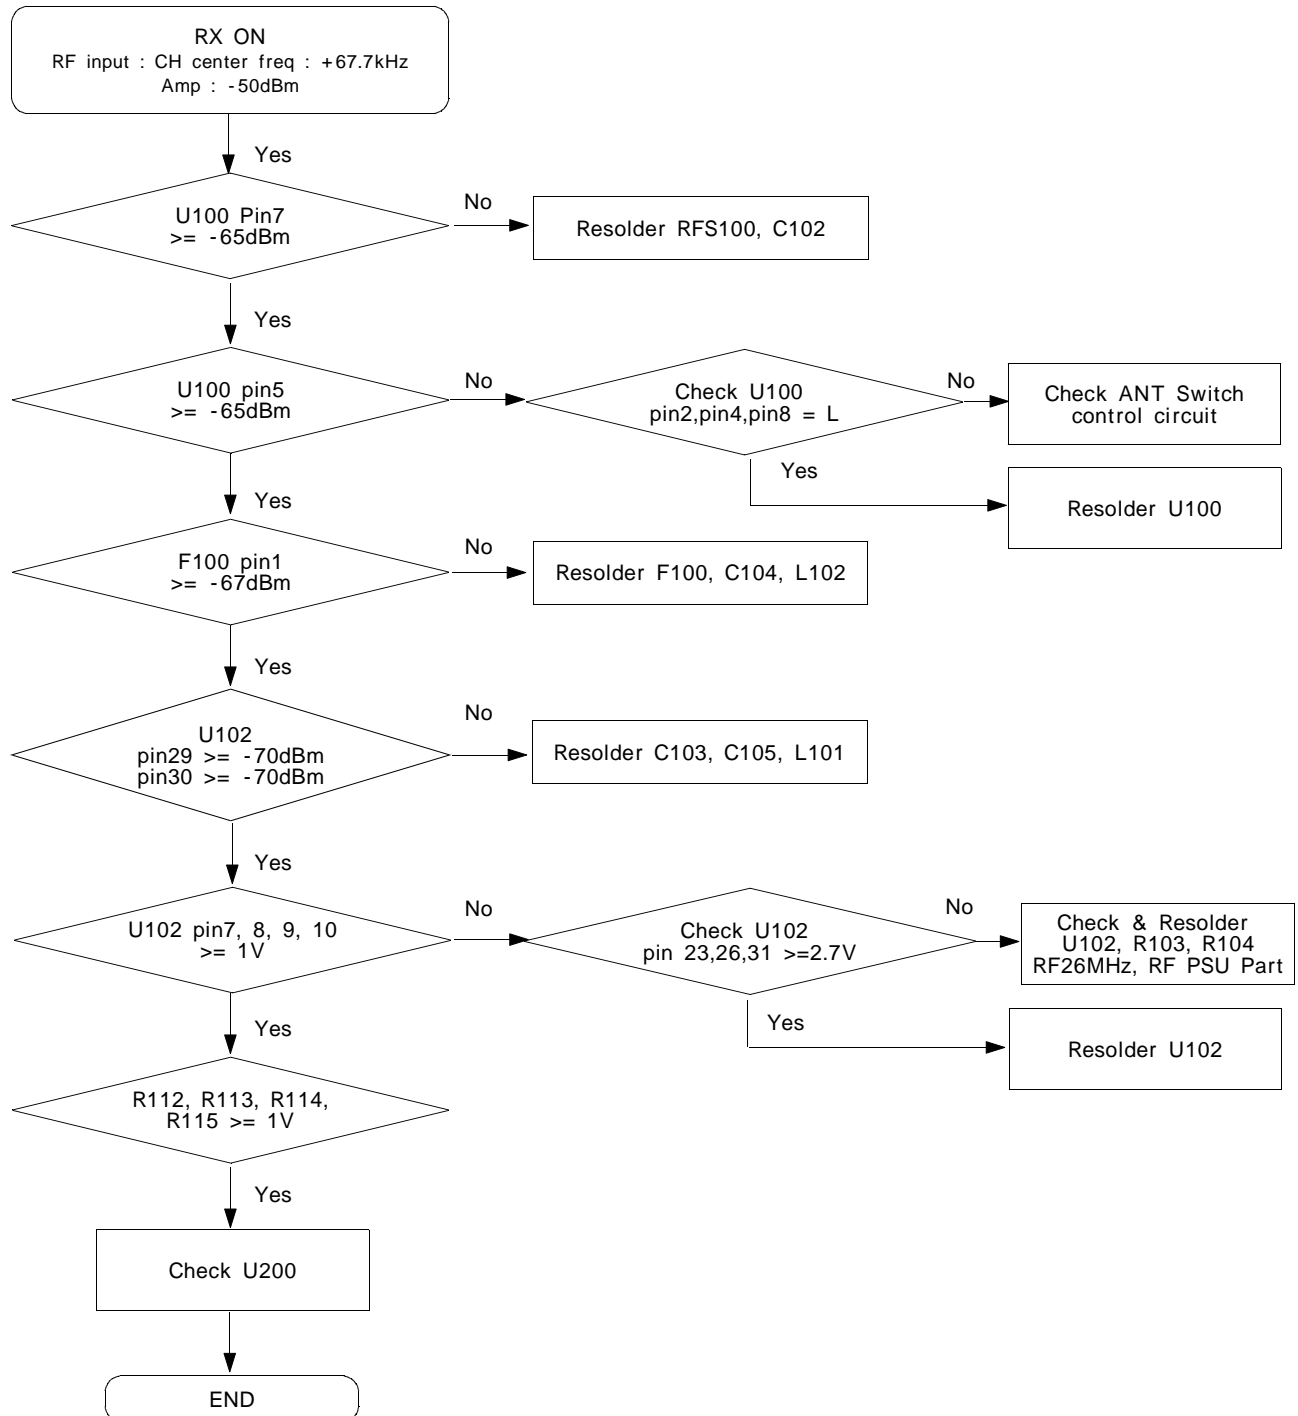 RX ON
RF input : CH center freq : +67.7kHz
Amp : -50dBm
Yes
U100 Pin7
>= -65dBm
No
Resolder RFS100, C102
Yes
U100 pin5
>= -65dBm
No
Check U100
pin2,pin4,pin8 = L
No
Check ANT Switch
control circuit
Yes
Resolder U100
Yes
F100 pin1
>= -67dBm
No
Resolder F100, C104, L102
Yes
U102
pin29 >= -70dBm
pin30 >= -70dBm
No
Resolder C103, C105, L101
Yes
U102 pin7, 8, 9, 10
>= 1V
No
Check U102
pin 23,26,31 >=2.7V
No
Check & Resolder
U102, R103, R104
RF26MHz, RF PSU Part
Yes
Resolder U102
Yes
R112, R113, R114,
R115 >= 1V
Yes
Check U200
END